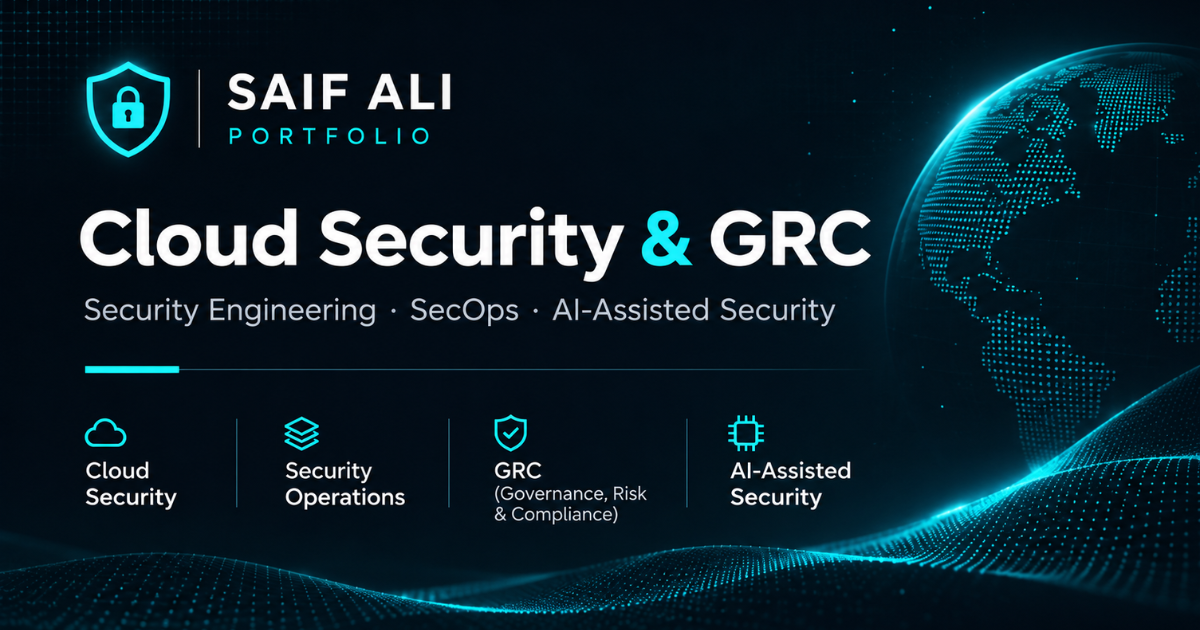 SAIF ALI
PORTFOLIO
Cloud Security & GRC
Security Engineering · SecOps · AI-Assisted Security
Cloud
Security
Security
Operations
GRC
(Governance, Risk
& Compliance)
AI-Assisted
Security